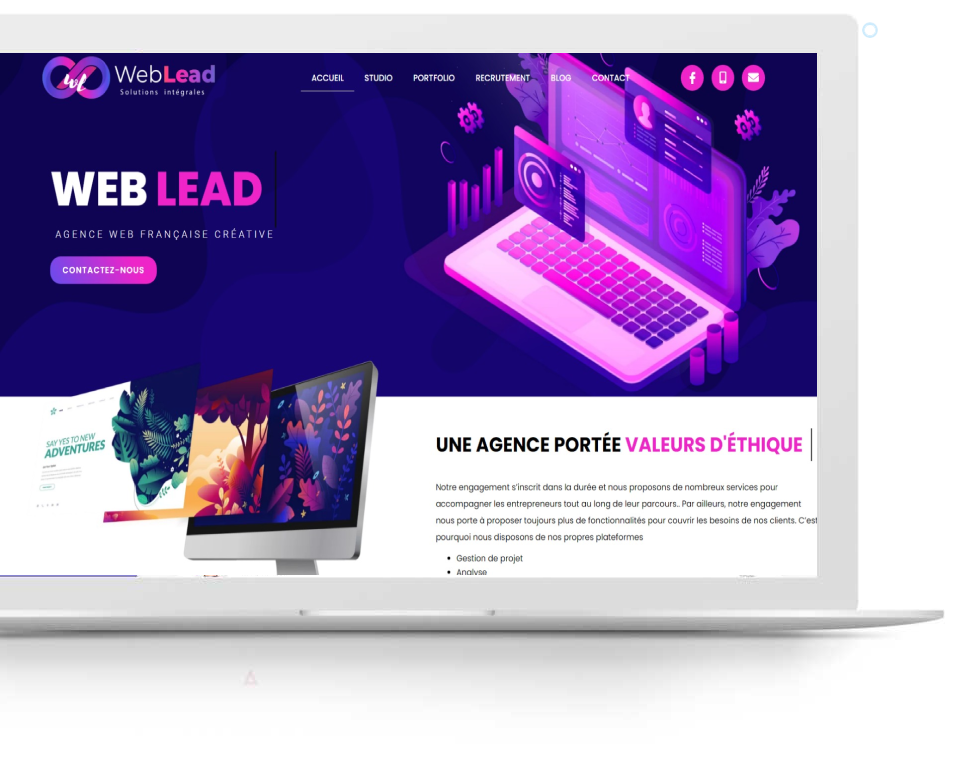 wl
WebLead
Solutions intégrales
ACCUEIL STUDIO PORTFOLIO RECRUTEMENT BLOG CONTACT
WEB LEAD
AGENCE WEB FRANÇAISE CRÉATIVE
CONTACTEZ-NOUS
SAY YES TO NEW
ADVENTURES
UNE AGENCE PORTÉE VALEURS D'ÉTHIQUE
Notre engagement s'inscrit dans la durée et nous proposons de nombreux services pour
accompagner les entrepreneurs tout au long de leur parcours.. Par ailleurs, notre engagement
nous porte à proposer toujours plus de fonctionnalités pour couvrir les besoins de nos clients. C'est
pourquoi nous disposons de nos propres plateformes
• Gestion de projet
• Analyse